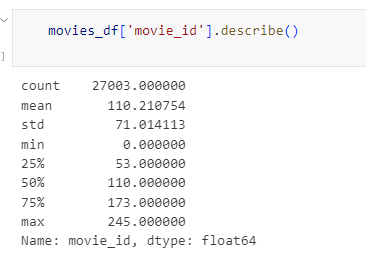 movies_df['movie_id'].describe()
]
count 27003.000000
mean 110.210754
std 71.014113
min 0.000000
25% 53.000000
50% 110.000000
75% 173.000000
max 245.000000
Name: movie_id, dtype: float64